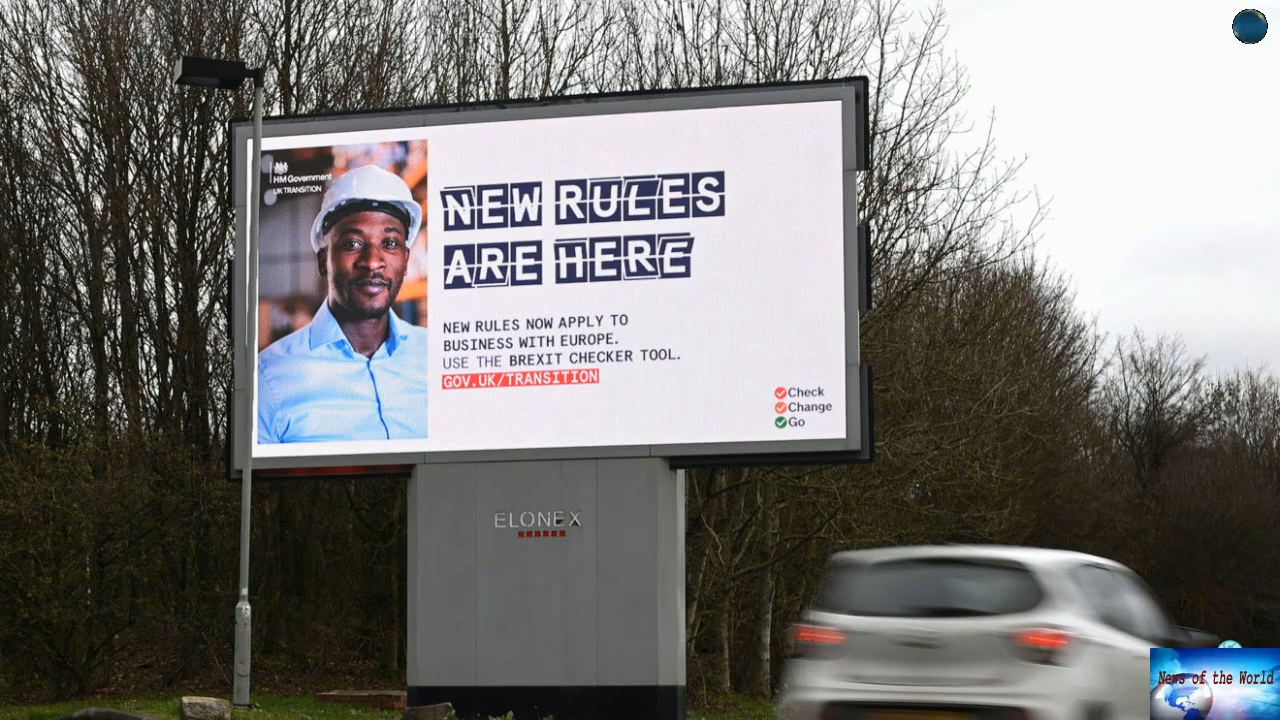 HM Government
UK TRANSITION
NEW RULES
ARE HERE
NEW RULES NOW APPLY TO
BUSINESS WITH EUROPE.
USE THE BREXIT CHECKER TOOL.
GOV.UK/TRANSITION
Check
Change
Go
ELONEX
News of the World